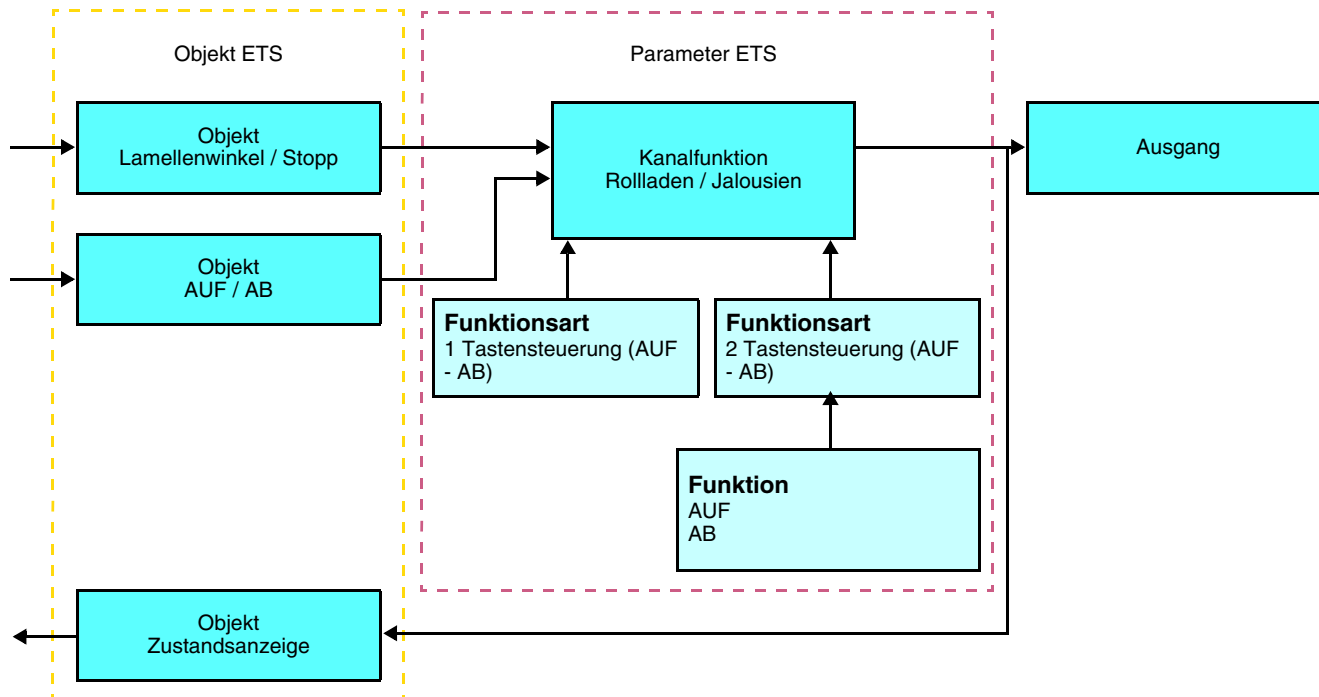 Objekt ETS
Parameter ETS
Objekt
Lamellenwinkel / Stopp
Kanalfunktion
Rollladen / Jalousien
Ausgang
Objekt
AUF / AB
Funktionsart
1 Tastensteuerung (AUF
- AB)
Funktionsart
2 Tastensteuerung (AUF
- AB)
Funktion
AUF
AB
Objekt
Zustandsanzeige